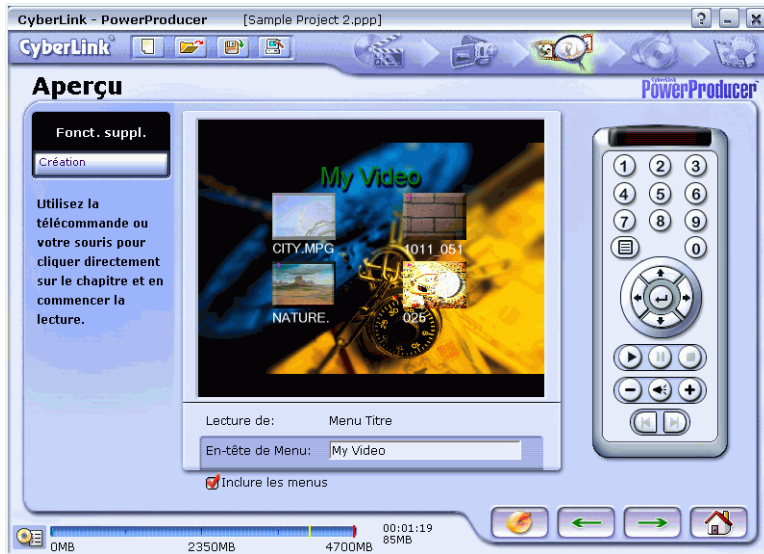 CyberLink - PowerProducer [Sample Project 2.ppp]
CyberLink
Aperçu
CyberLink
PowerProducer
Fonct. suppl.
Création
Utilisez la
télécommande ou
votre souris pour
cliquer directement
sur le chapitre et en
commencer la
lecture.
My Video
CITY.MPG
1011_051
NATURE.
025
1 2 3
4 5 6
7 8 9
0
Lecture de: Menu Titre
En-tête de Menu: My Video
Inclure les menus
0MB 2350MB 4700MB
00:01:19
85MB